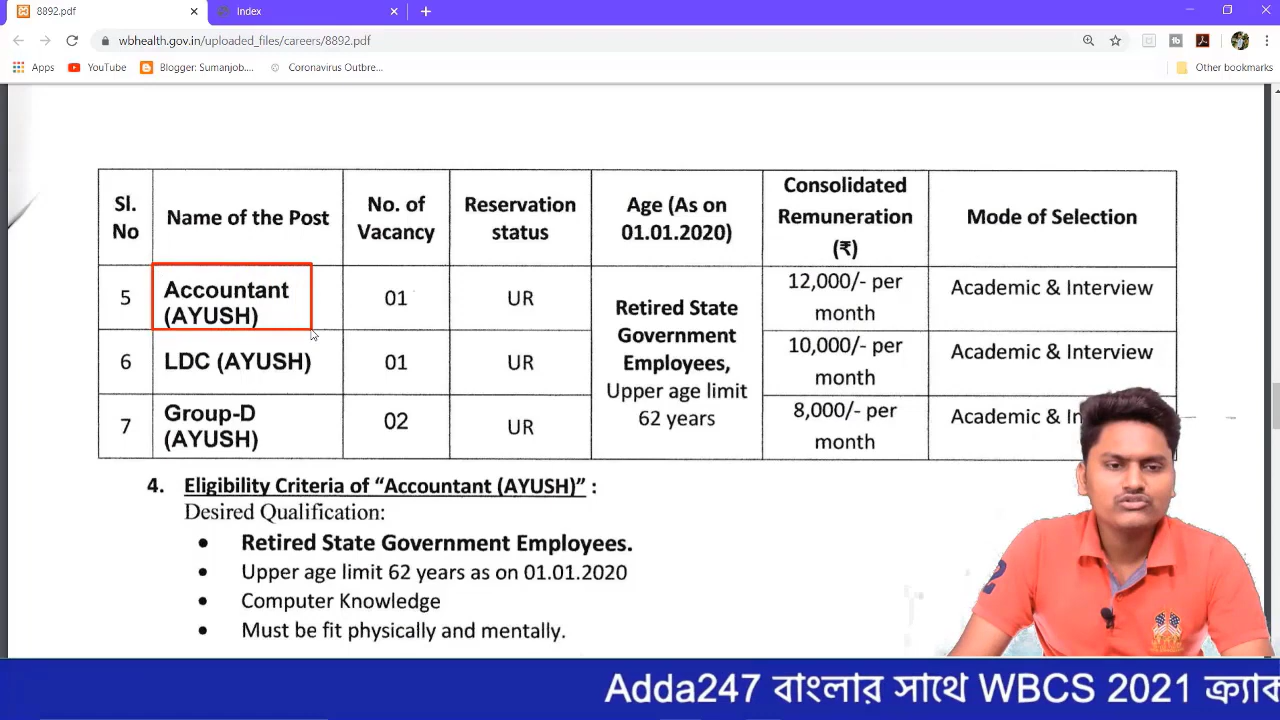 8892.pdf
Index
wbhealth.gov.in/uploaded_files/careers/8892.pdf
Apps
YouTube
Blogger: Sumanjob....
Coronavirus Outbre...
Other bookmarks
Sl. No
Name of the Post
No. of Vacancy
Reservation status
Age (As on 01.01.2020)
Consolidated Remuneration (₹)
Mode of Selection
5
Accountant (AYUSH)
01
UR
Retired State Government Employees, Upper age limit 62 years
12,000/- per month
Academic & Interview
6
LDC (AYUSH)
01
UR
10,000/- per month
Academic & Interview
7
Group-D (AYUSH)
02
UR
8,000/- per month
Academic & In
4. Eligibility Criteria of “Accountant (AYUSH)” :
Desired Qualification:
• Retired State Government Employees.
• Upper age limit 62 years as on 01.01.2020
• Computer Knowledge
• Must be fit physically and mentally.
Adda247 বাংলার সাথে WBCS 2021 ক্র্যাক